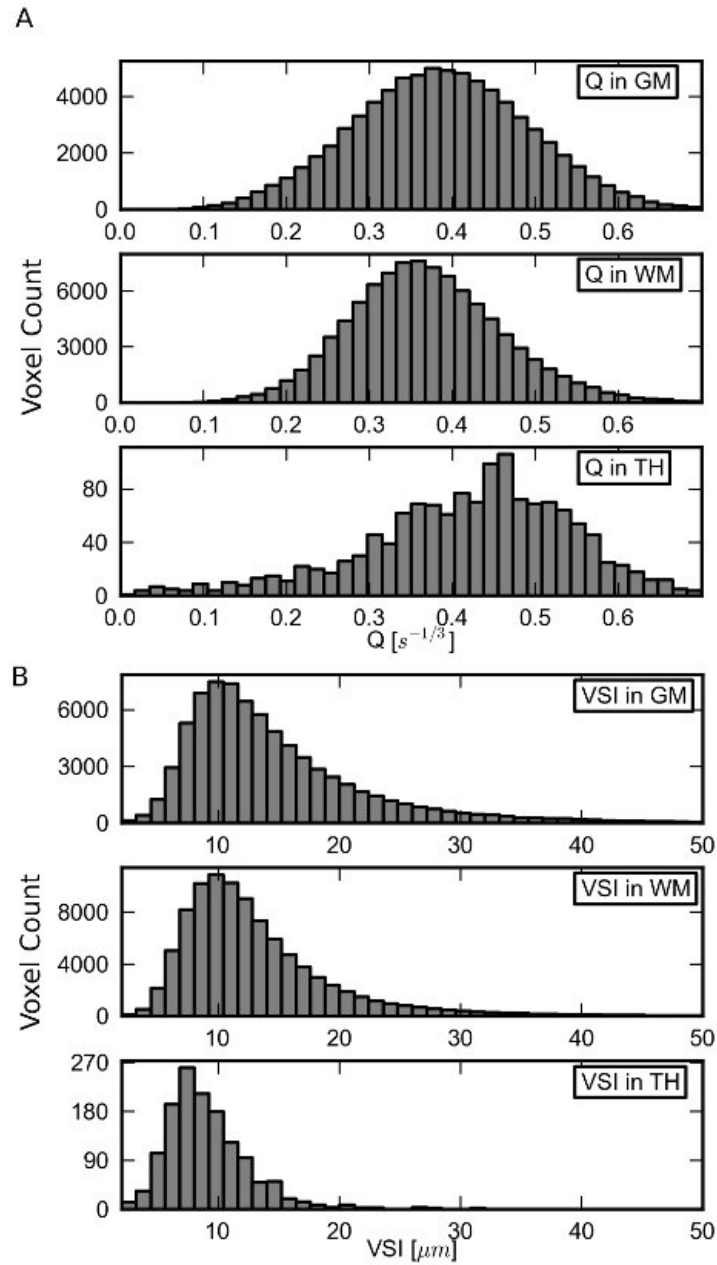 A
Q in GM
4000
2000
0
0.0 0.1 0.2 0.3 0.4 0.5 0.6
Q in WM
6000
3000
0
0.0 0.1 0.2 0.3 0.4 0.5 0.6
Voxel Count
Q in TH
80
40
0
0.0 0.1 0.2 0.3 0.4 0.5 0.6
Q [s^{-1/3}]
B
VSI in GM
6000
3000
0
10 20 30 40 50
VSI in WM
8000
4000
0
10 20 30 40 50
Voxel Count
VSI in TH
270
180
90
0
10 20 30 40 50
VSI [μm]